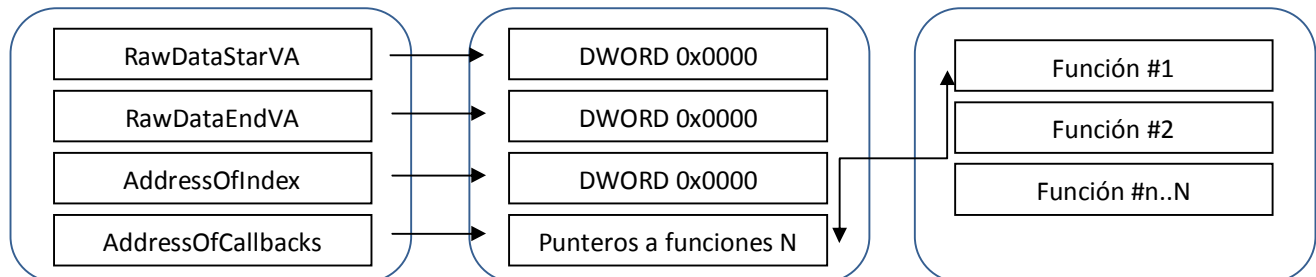 RawDataStarVA
RawDataEndVA
AddressOfIndex
AddressOfCallbacks
DWORD 0x0000
DWORD 0x0000
DWORD 0x0000
Punteros a funciones N
Función #1
Función #2
Función #n..N